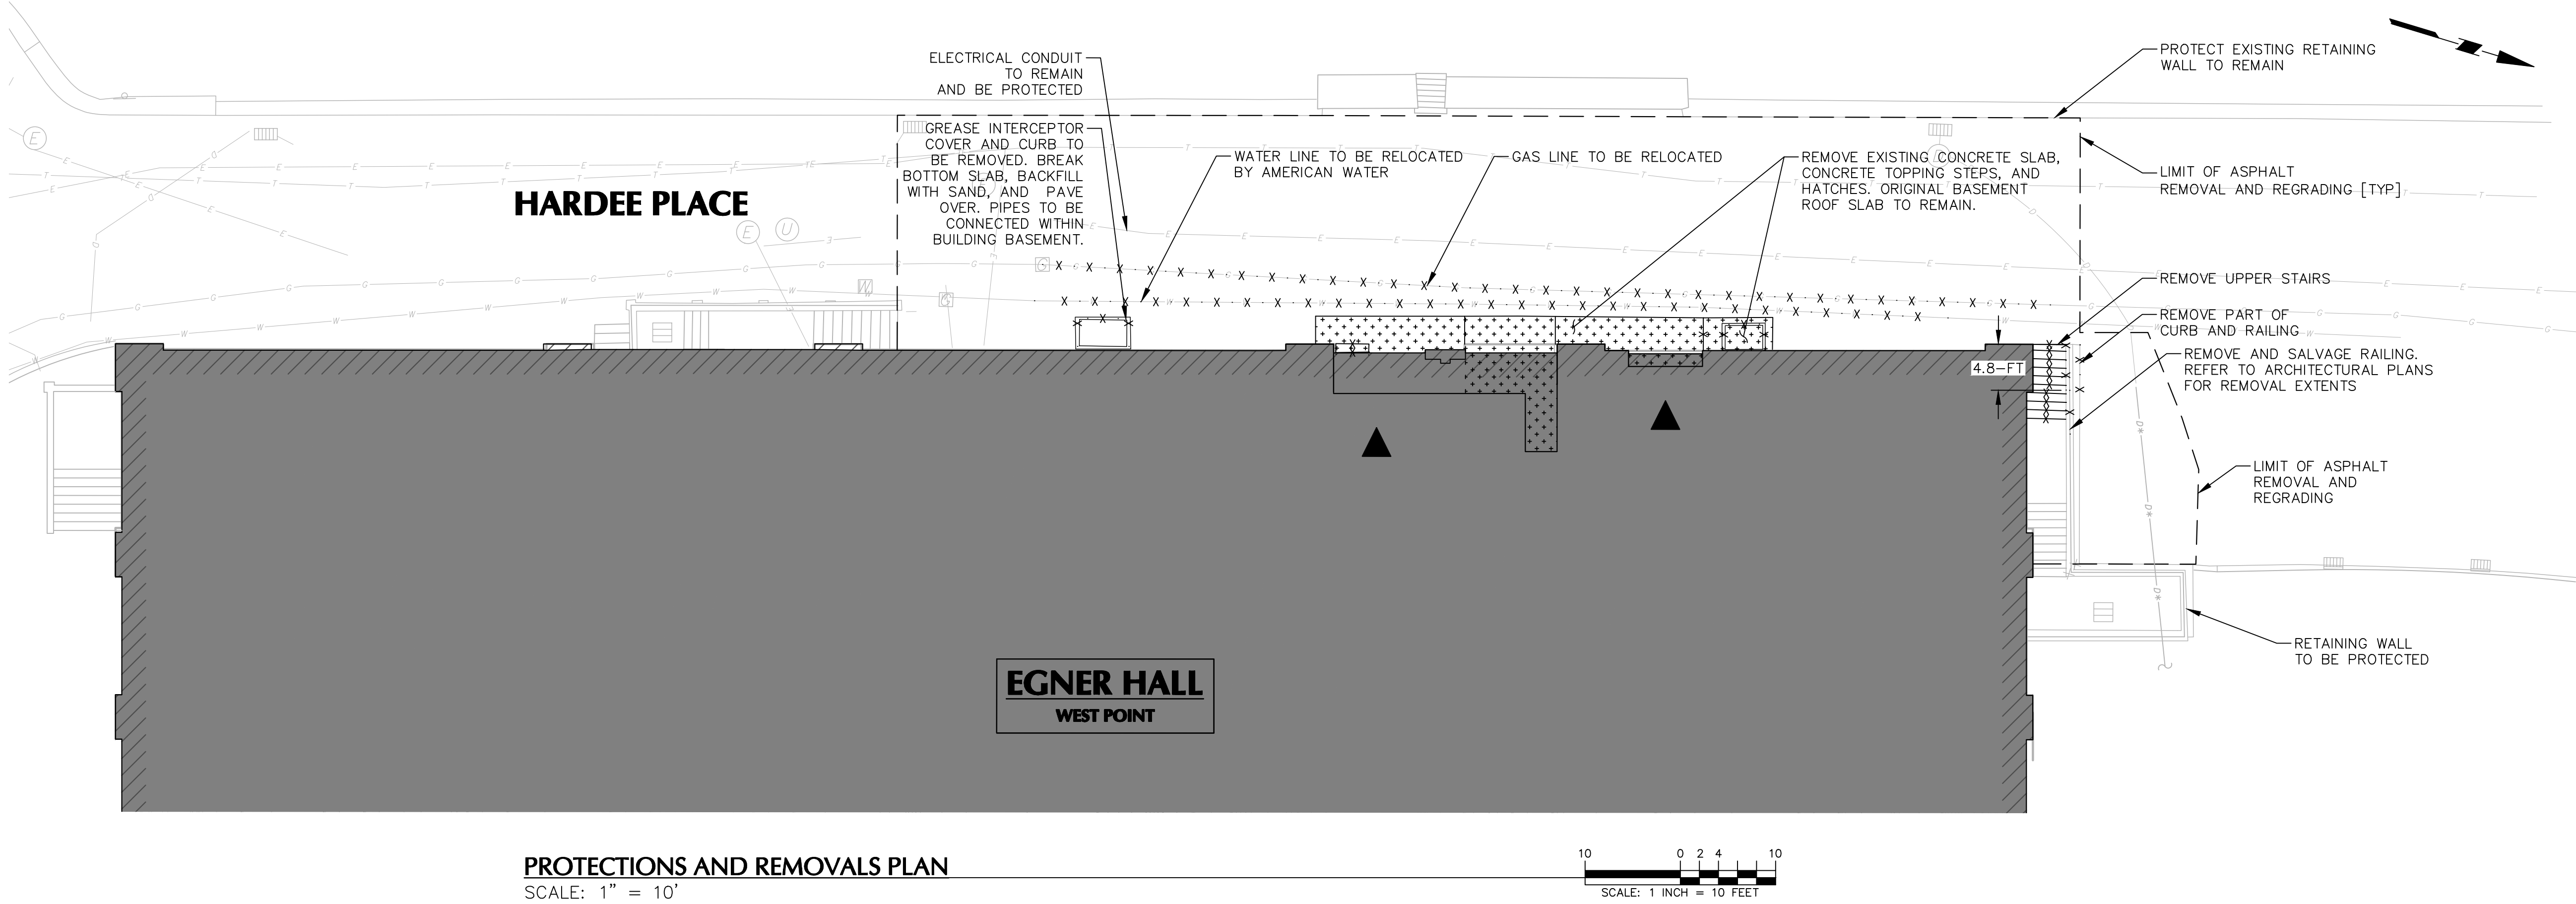 ELECTRICAL CONDUIT
TO REMAIN
AND BE PROTECTED
PROTECT EXISTING RETAINING
WALL TO REMAIN
GREASE INTERCEPTOR
COVER AND CURB TO
BE REMOVED. BREAK
BOTTOM SLAB, BACKFILL
WITH SAND, AND PAVE
OVER. PIPES TO BE
CONNECTED WITHIN
BUILDING BASEMENT.
WATER LINE TO BE RELOCATED
BY AMERICAN WATER
GAS LINE TO BE RELOCATED
REMOVE EXISTING CONCRETE SLAB,
CONCRETE TOPPING STEPS, AND
HATCHES. ORIGINAL BASEMENT
ROOF SLAB TO REMAIN.
LIMIT OF ASPHALT
REMOVAL AND REGRADING [TYP]
HARDEE PLACE
REMOVE UPPER STAIRS
REMOVE PART OF
CURB AND RAILING
REMOVE AND SALVAGE RAILING.
REFER TO ARCHITECTURAL PLANS
FOR REMOVAL EXTENTS
4.8-FT
LIMIT OF ASPHALT
REMOVAL AND
REGRADING
RETAINING WALL
TO BE PROTECTED
EGNER HALL
WEST POINT
PROTECTIONS AND REMOVALS PLAN
SCALE: 1" = 10'
10 0 2 4 10
SCALE: 1 INCH = 10 FEET